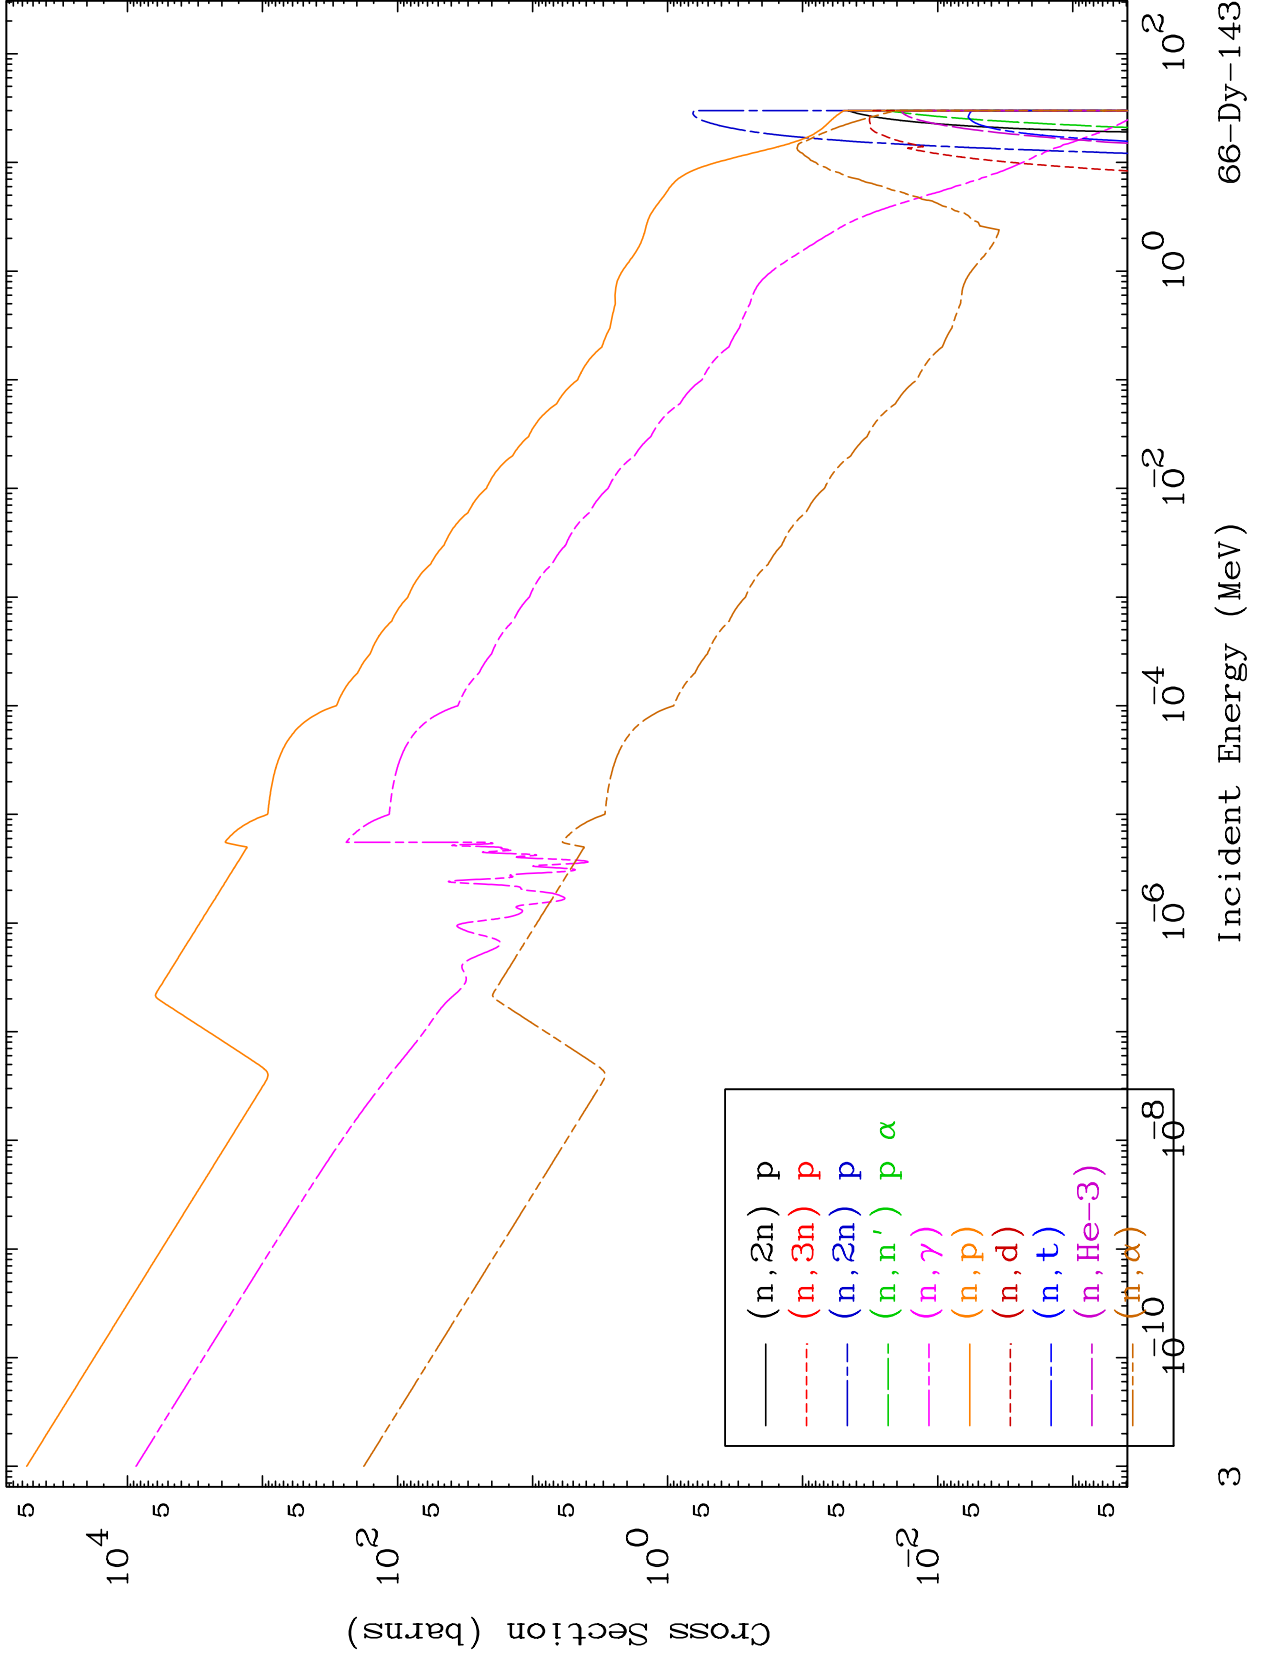 Cross Section (barns)
10^4
5
10^2
5
10^0
5
10^-2
5
5
5
5
5
(n,2n) p
(n,3n) p
(n,2n) p
(n,n') p α
(n,γ)
(n,p)
(n,d)
(n,t)
(n,He-3)
(n,α)
10^-10
10^-8
10^-6
10^-4
10^-2
10^0
10^2
Incident Energy (MeV)
3
66-Dy-143